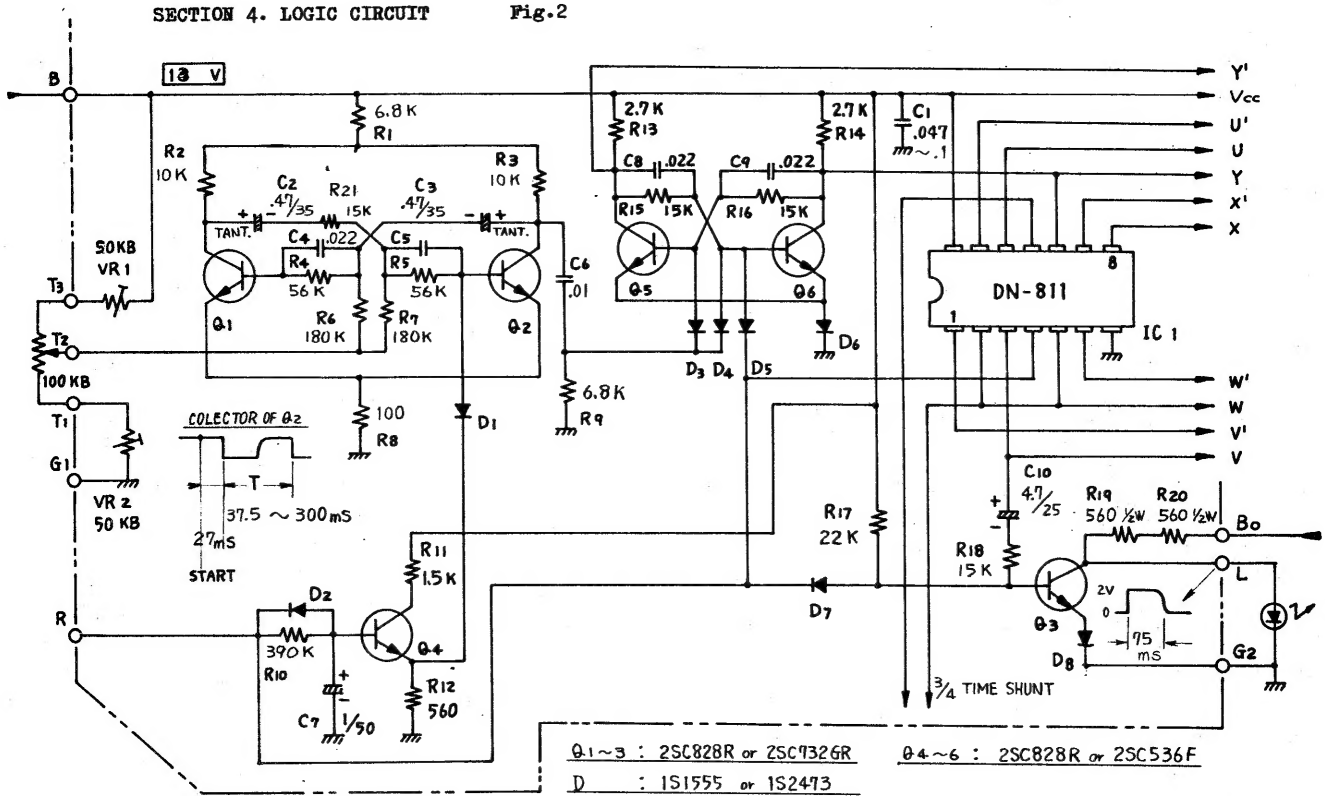 SECTION 4. LOGIC CIRCUIT Fig.2
B
13 V
6.8K
R1
R2
10K
R3
10K
C2
.47/35
R21
15K
C3
.47/35
+ -
TANT.
- +
TANT.
C4
.022
C5
R4
56K
R5
56K
R6
180K
R7
180K
Q1
Q2
C6
.01
50KB
VR1
T3
T2
100KB
T1
G1
VR2
50KB
COLECTOR OF Q2
T
37.5 ~ 300mS
27mS
START
100
R8
D1
6.8K
R9
2.7K
R13
2.7K
R14
C8
.022
C9
.022
R15
15K
R16
15K
Q5
Q6
D3
D4
D5
D6
C1
.047
~.1
Y'
Vcc
U'
U
Y
X'
X
8
DN-811
1
IC1
W'
W
V'
V
C10
4.7/25
+
-
R17
22K
R18
15K
R19
560 ½W
R20
560 ½W
Bo
L
2V
0
75
mS
Q3
D8
G2
D7
¾ TIME SHUNT
R11
1.5K
R
D2
390K
R10
Q4
R12
560
+
-
C7
1/50
Q1~3 : 2SC828R or 2SC732GR
Q4~6 : 2SC828R or 2SC536F
D : 1S1555 or 1S2473